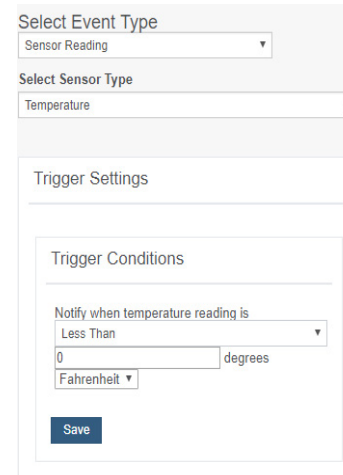 Select Event Type
Sensor Reading
Select Sensor Type
Temperature
Trigger Settings
Trigger Conditions
Notify when temperature reading is
Less Than
0 degrees
Fahrenheit
Save